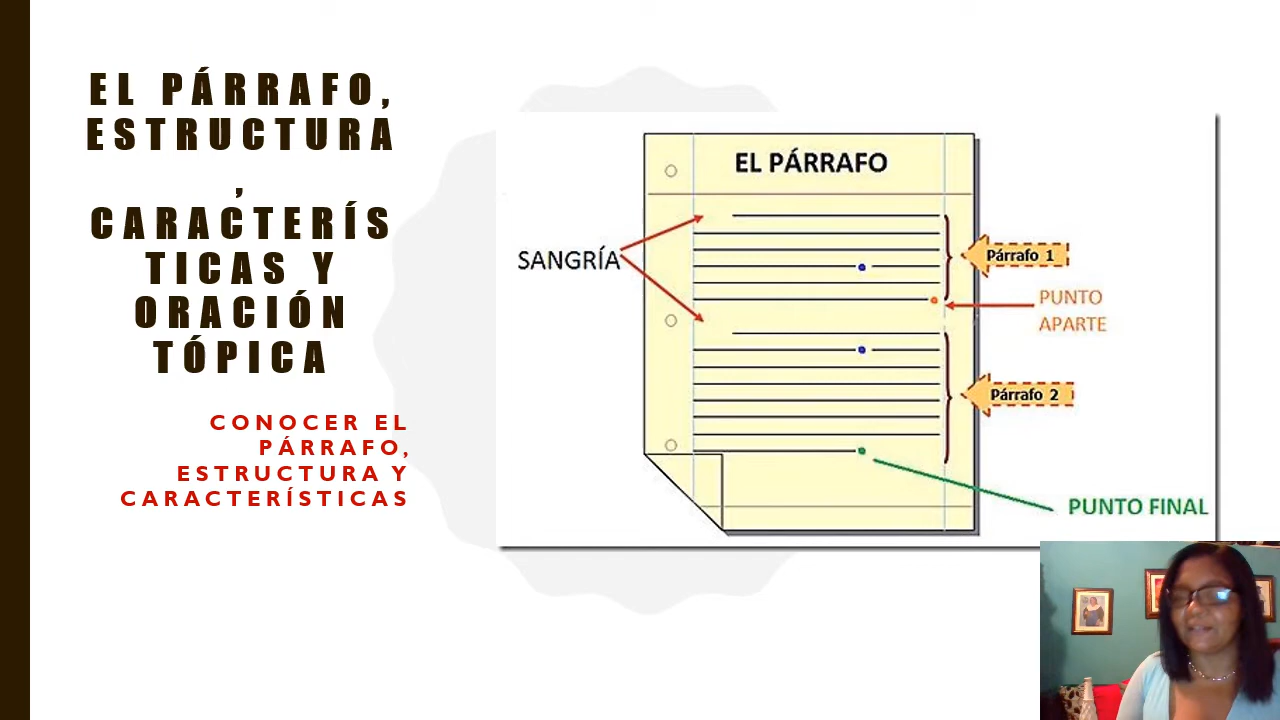 EL PÁRRAFO,
ESTRUCTURA
,
CARACTERÍS
TICAS Y
ORACIÓN
TÓPICA
CONOCER EL
PÁRRAFO,
ESTRUCTURA Y
CARACTERÍSTICAS
EL PÁRRAFO
SANGRÍA
Párrafo 1
PUNTO
APARTE
Párrafo 2
PUNTO FINAL